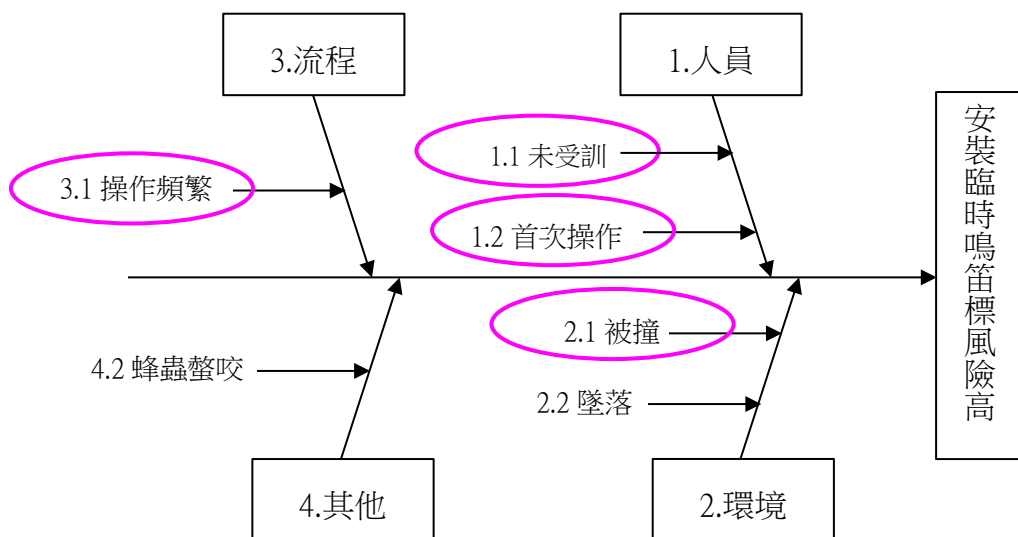 3.流程
1.人員
1.1 未受訓
3.1 操作頻繁
1.2 首次操作
安裝臨時鳴笛標風險高
2.1 被撞
4.2 蜂蟲螫咬
2.2 墜落
4.其他
2.環境